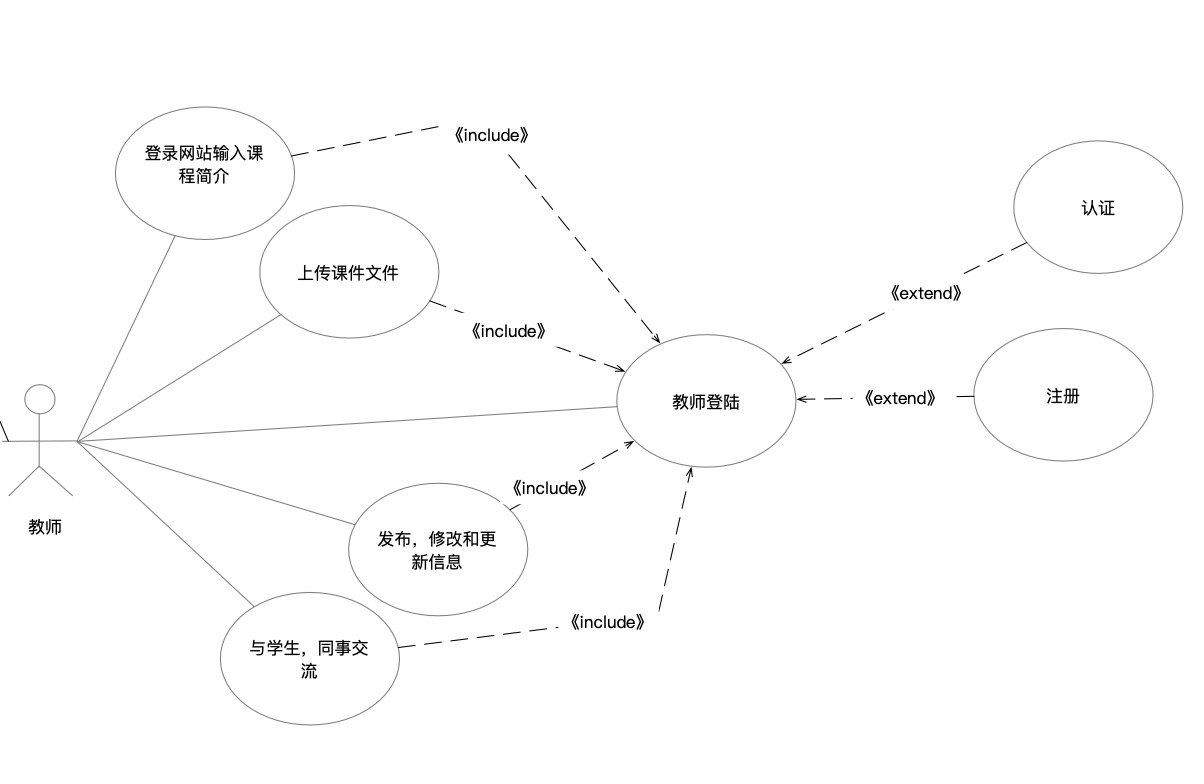 登录网站输入课
程简介
《include》
上传课件文件
《include》
认证
《extend》
教师登陆
《extend》
注册
教师
《include》
发布，修改和更
新信息
《include》
与学生，同事交
流